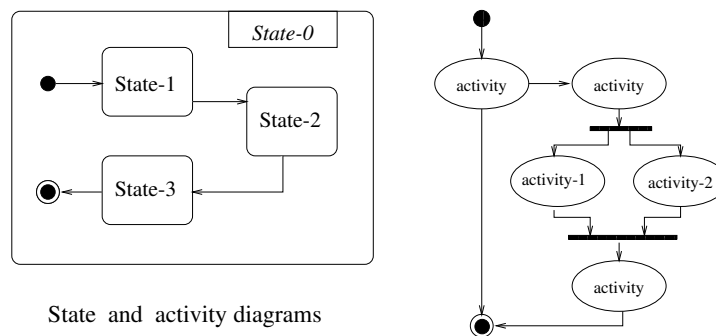 State-0
State-1
State-2
State-3
State and activity diagrams
activity
activity
activity-1
activity-2
activity